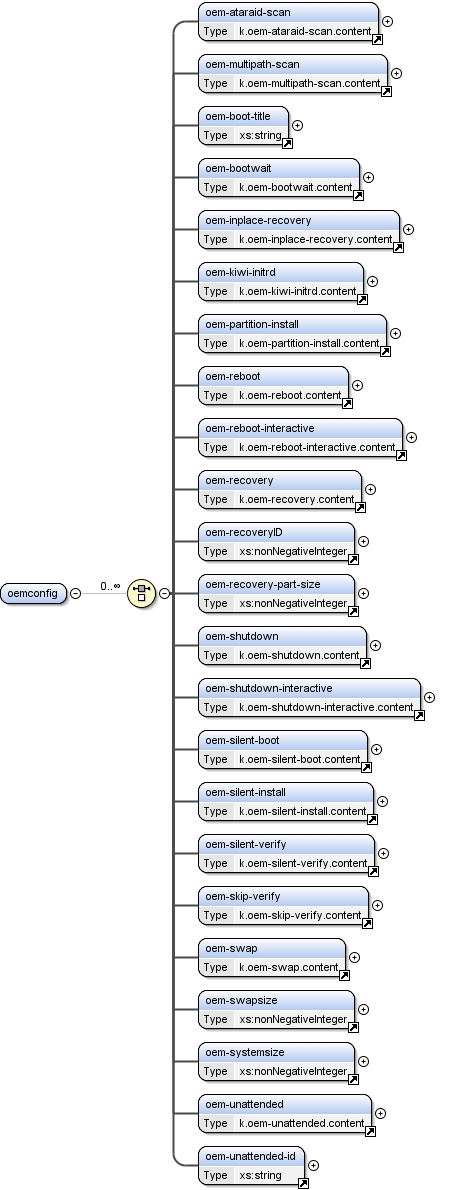 oem-ataraid-scan
Type k.oem-ataraid-scan.content
oem-multipath-scan
Type k.oem-multipath-scan.content
oem-boot-title
Type xs:string
oem-bootwait
Type k.oem-bootwait.content
oem-inplace-recovery
Type k.oem-inplace-recovery.content
oem-kiwi-initrd
Type k.oem-kiwi-initrd.content
oem-partition-install
Type k.oem-partition-install.content
oem-reboot
Type k.oem-reboot.content
oem-reboot-interactive
Type k.oem-reboot-interactive.content
oem-recovery
Type k.oem-recovery.content
oem-recoveryID
Type xs:nonNegativeInteger
oemconfig 0..∞
oem-recovery-part-size
Type xs:nonNegativeInteger
oem-shutdown
Type k.oem-shutdown.content
oem-shutdown-interactive
Type k.oem-shutdown-interactive.content
oem-silent-boot
Type k.oem-silent-boot.content
oem-silent-install
Type k.oem-silent-install.content
oem-silent-verify
Type k.oem-silent-verify.content
oem-skip-verify
Type k.oem-skip-verify.content
oem-swap
Type k.oem-swap.content
oem-swapsize
Type xs:nonNegativeInteger
oem-systemsize
Type xs:nonNegativeInteger
oem-unattended
Type k.oem-unattended.content
oem-unattended-id
Type xs:string